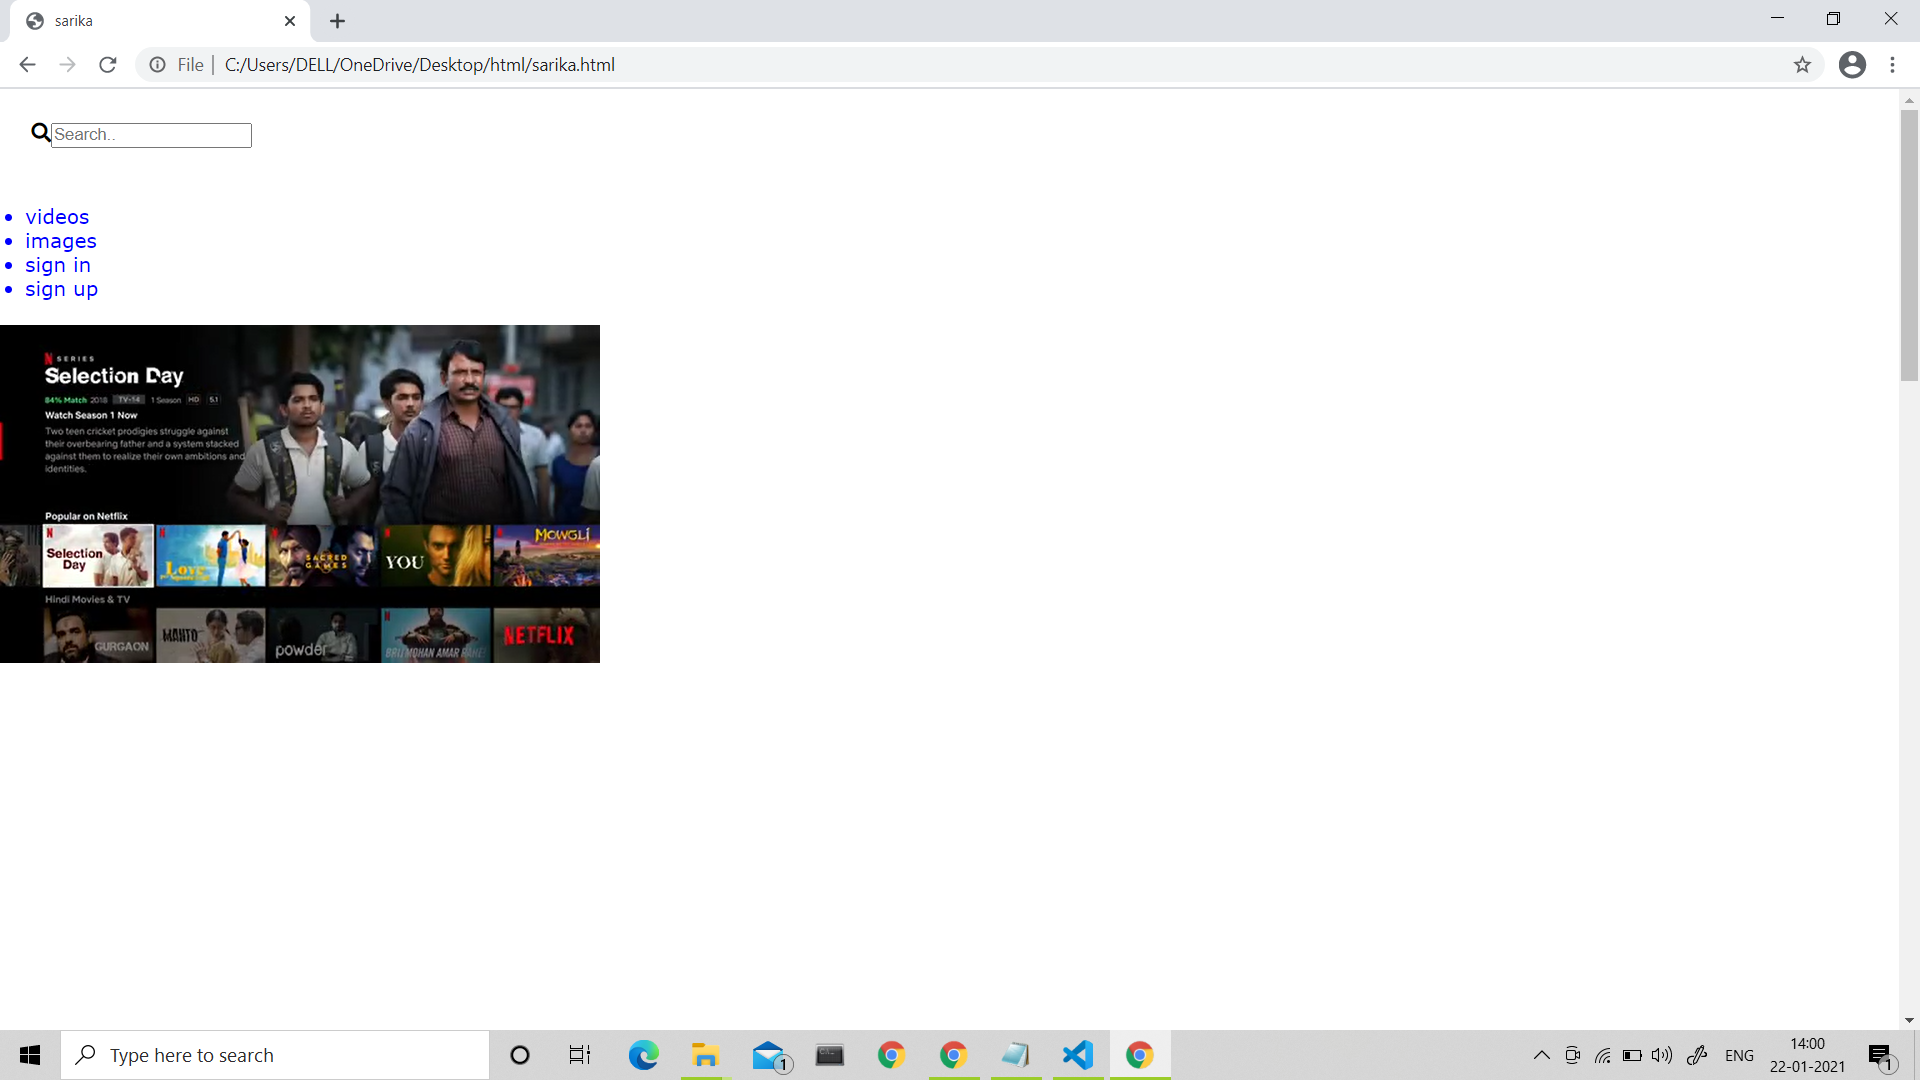 sarika
File
C:/Users/DELL/OneDrive/Desktop/html/sarika.html
Search..
videos
images
sign in
sign up
N SERIES
Selection Day
84% Match 2018 TV-14 1 Season HD 5.1
Watch Season 1 Now
Two teen cricket prodigies struggle against
their overbearing father and a system stacked
against them to realize their own ambitions and
identities.
Popular on Netflix
Selection
Day
Love
SACRED
GAMES
YOU
MOWGLI
Hindi Movies & TV
GURGAON
MANTO
powder
BRIJ MOHAN AMAR RAHE
NETFLIX
Type here to search
1
ENG
14:00
22-01-2021
1